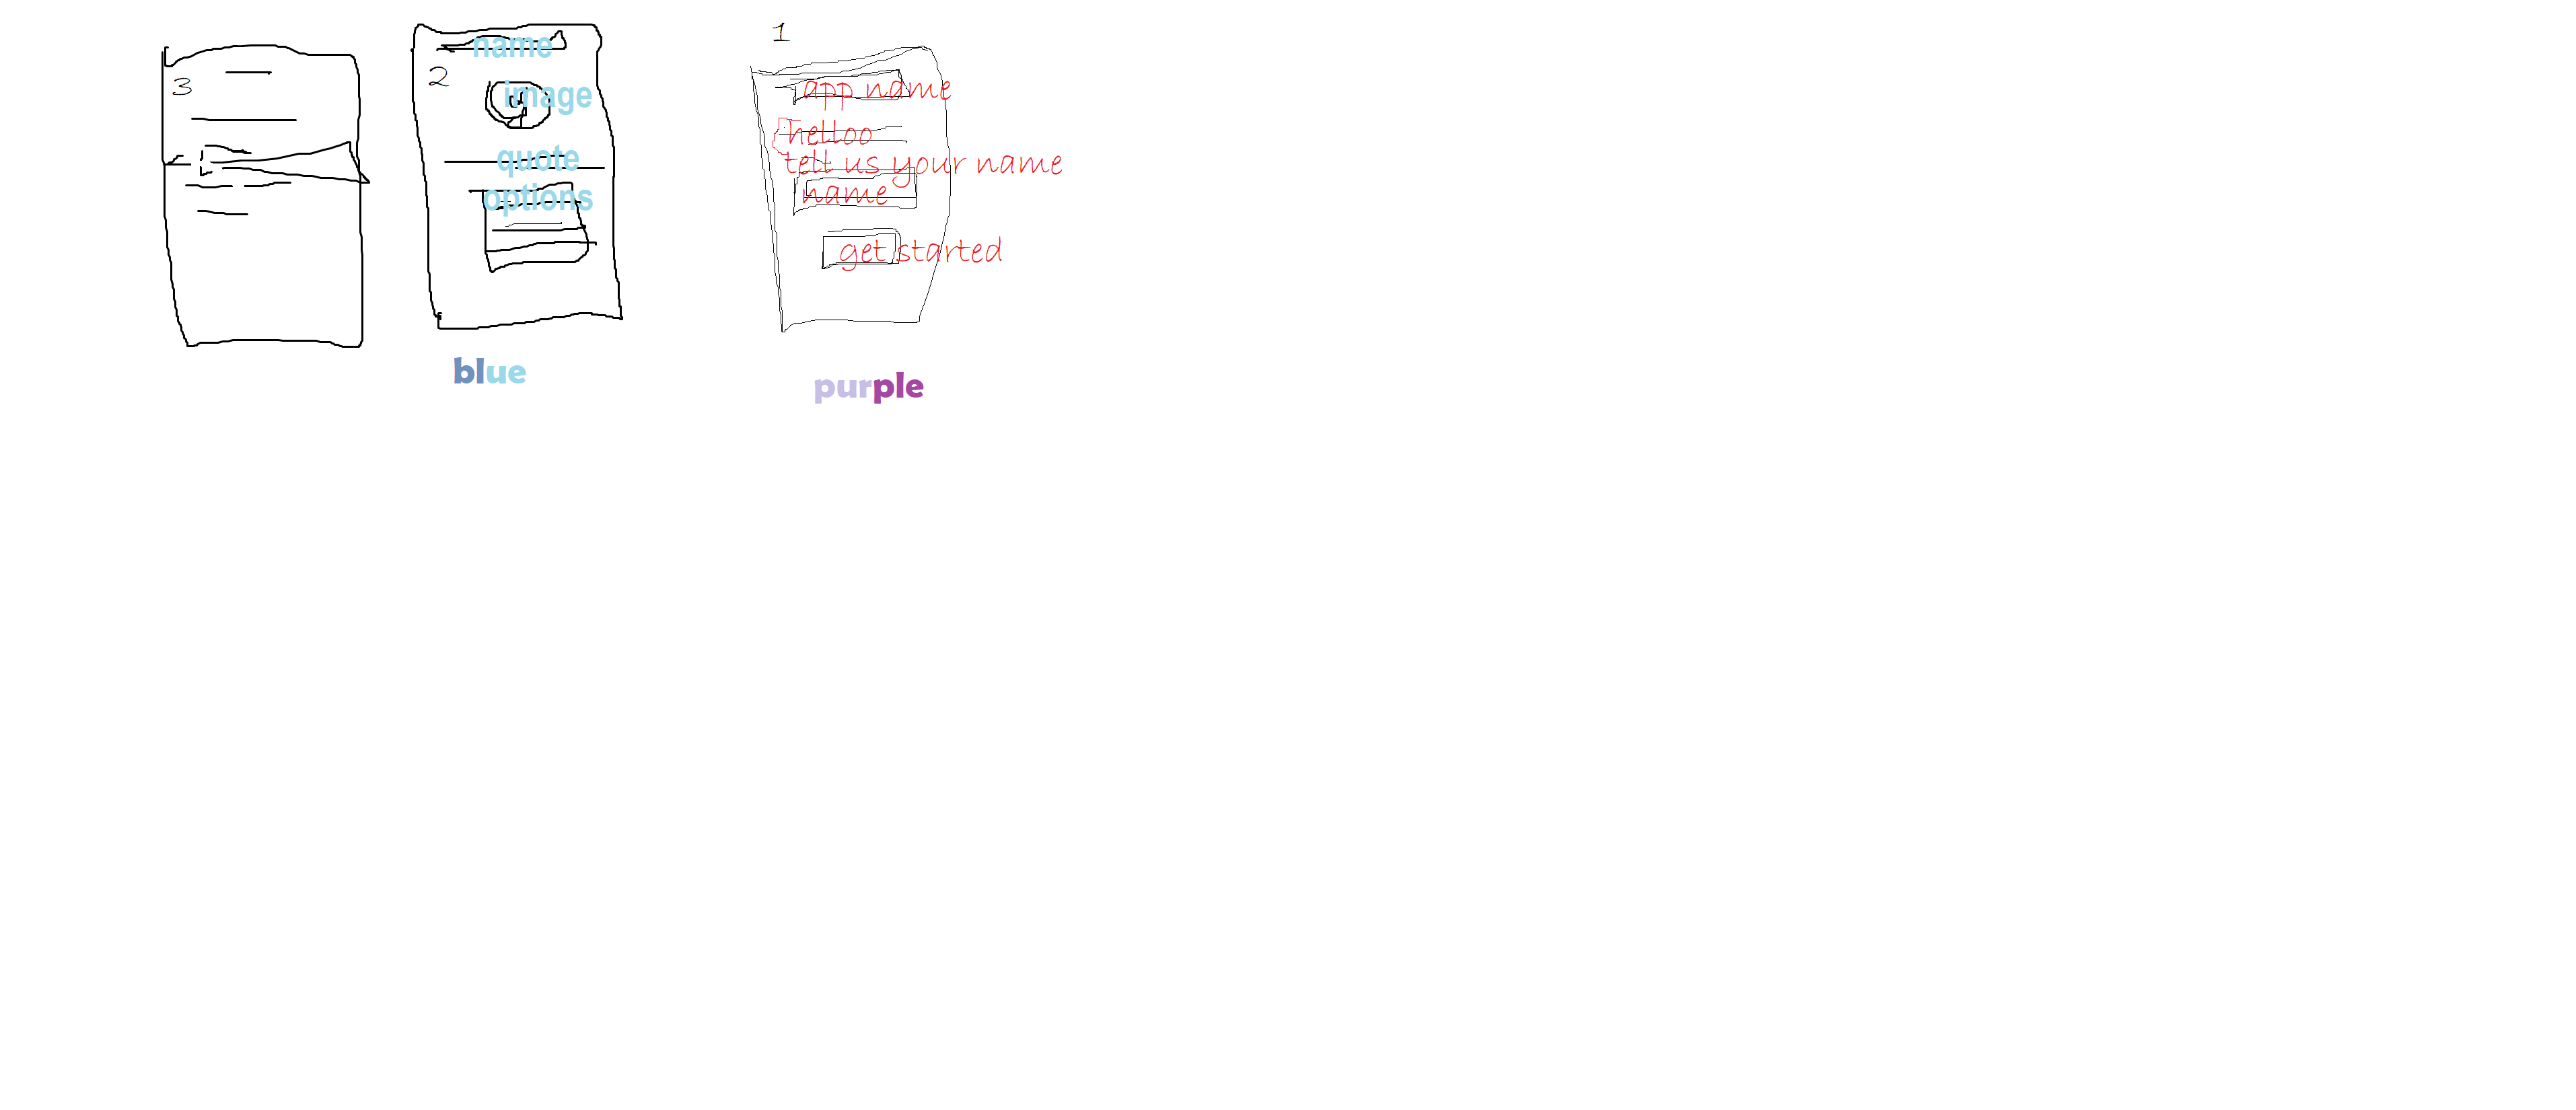 3
2
name
image
quote
options
blue
1
app name
helloo
tell us your name
name
get started
purple